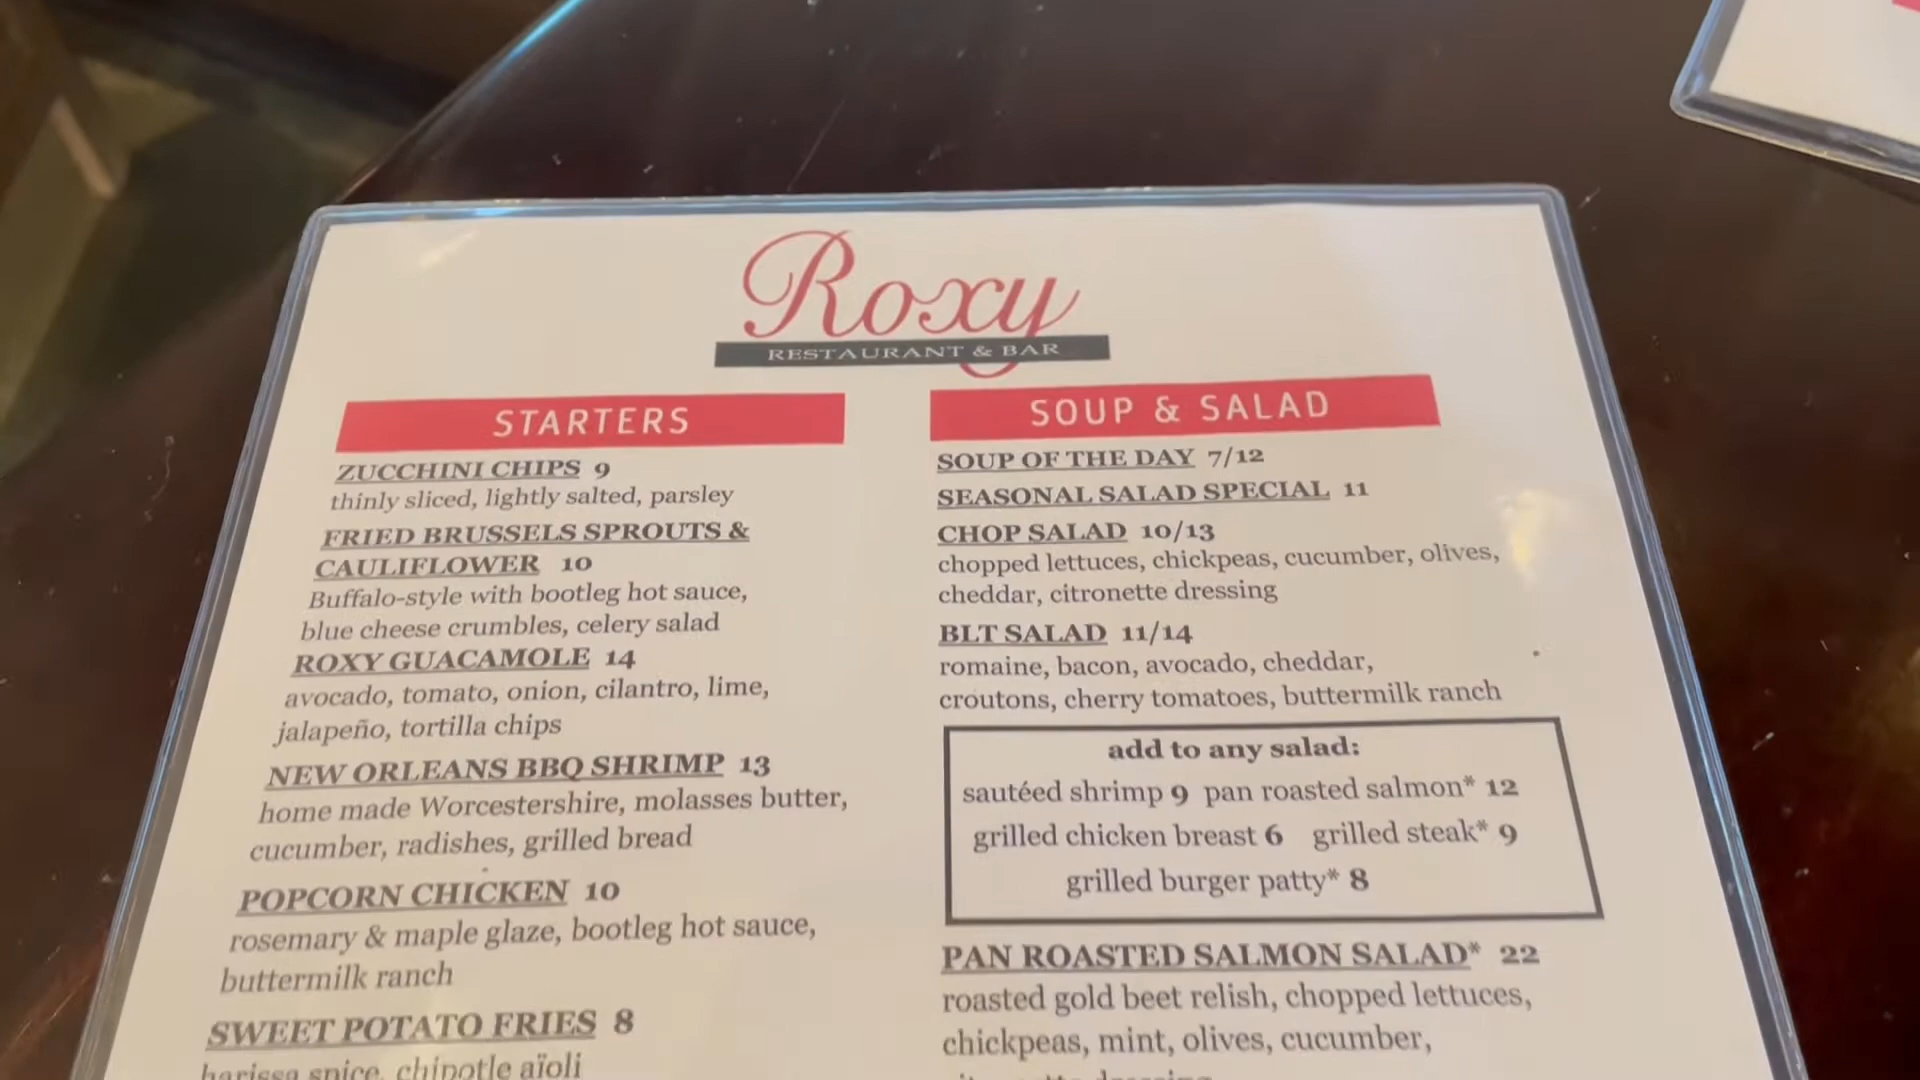 Roxy
RESTAURANT & BAR
STARTERS
ZUCCHINI CHIPS 9
thinly sliced, lightly salted, parsley
FRIED BRUSSELS SPROUTS &
CAULIFLOWER 10
Buffalo-style with bootleg hot sauce,
blue cheese crumbles, celery salad
ROXY GUACAMOLE 14
avocado, tomato, onion, cilantro, lime,
jalapeño, tortilla chips
NEW ORLEANS BBQ SHRIMP 13
home made Worcestershire, molasses butter,
cucumber, radishes, grilled bread
POPCORN CHICKEN 10
rosemary & maple glaze, bootleg hot sauce,
buttermilk ranch
SWEET POTATO FRIES 8
harissa spice, chipotle aïoli
SOUP & SALAD
SOUP OF THE DAY 7/12
SEASONAL SALAD SPECIAL 11
CHOP SALAD 10/13
chopped lettuces, chickpeas, cucumber, olives,
cheddar, citronette dressing
BLT SALAD 11/14
romaine, bacon, avocado, cheddar,
croutons, cherry tomatoes, buttermilk ranch
add to any salad:
sautéed shrimp 9 pan roasted salmon* 12
grilled chicken breast 6 grilled steak* 9
grilled burger patty* 8
PAN ROASTED SALMON SALAD* 22
roasted gold beet relish, chopped lettuces,
chickpeas, mint, olives, cucumber,